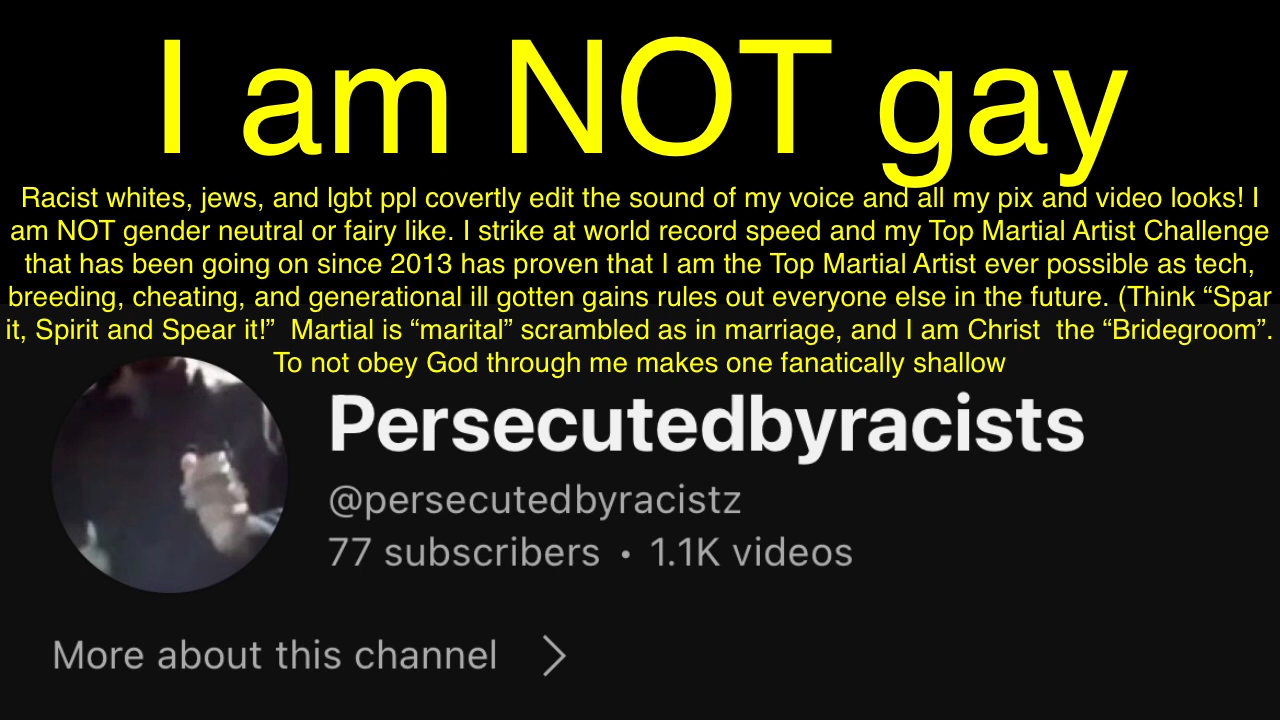 I am NOT gay
Racist whites, jews, and lgbt ppl covertly edit the sound of my voice and all my pix and video looks! I
am NOT gender neutral or fairy like. I strike at world record speed and my Top Martial Artist Challenge
that has been going on since 2013 has proven that I am the Top Martial Artist ever possible as tech,
breeding, cheating, and generational ill gotten gains rules out everyone else in the future. (Think “Spar
it, Spirit and Spear it!”  Martial is “marital” scrambled as in marriage, and I am Christ  the “Bridegroom”.
To not obey God through me makes one fanatically shallow
Persecutedbyracists
@persecutedbyracistz
77 subscribers • 1.1K videos
More about this channel